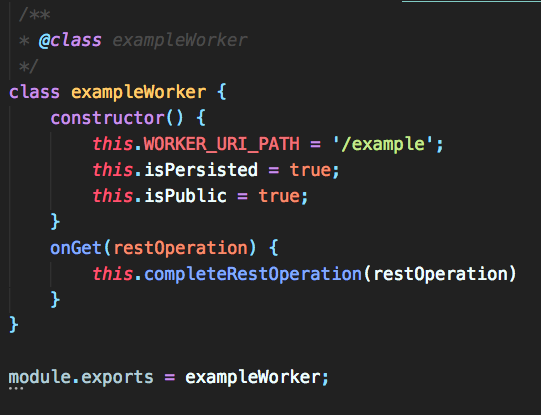 /**
* @class exampleWorker
*/
class exampleWorker {
constructor() {
this.WORKER_URI_PATH = '/example';
this.isPersisted = true;
this.isPublic = true;
}
onGet(restOperation) {
this.completeRestOperation(restOperation)
}
}
module.exports = exampleWorker;